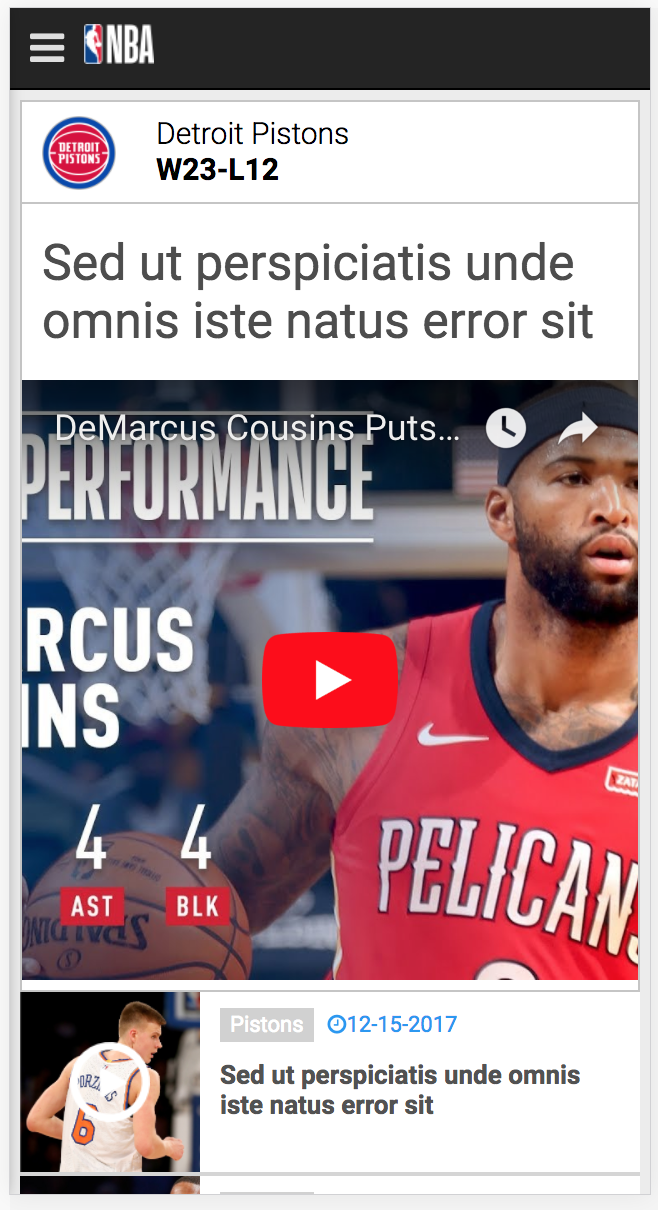 NBA
DETROIT
PISTONS
Detroit Pistons
W23-L12
Sed ut perspiciatis unde
omnis iste natus error sit
DeMarcus Cousins Puts...
PERFORMANCE
RCUS
INS
4 4
AST BLK
PELICANS
SPALDING
Pistons 12-15-2017
Sed ut perspiciatis unde omnis
iste natus error sit
6